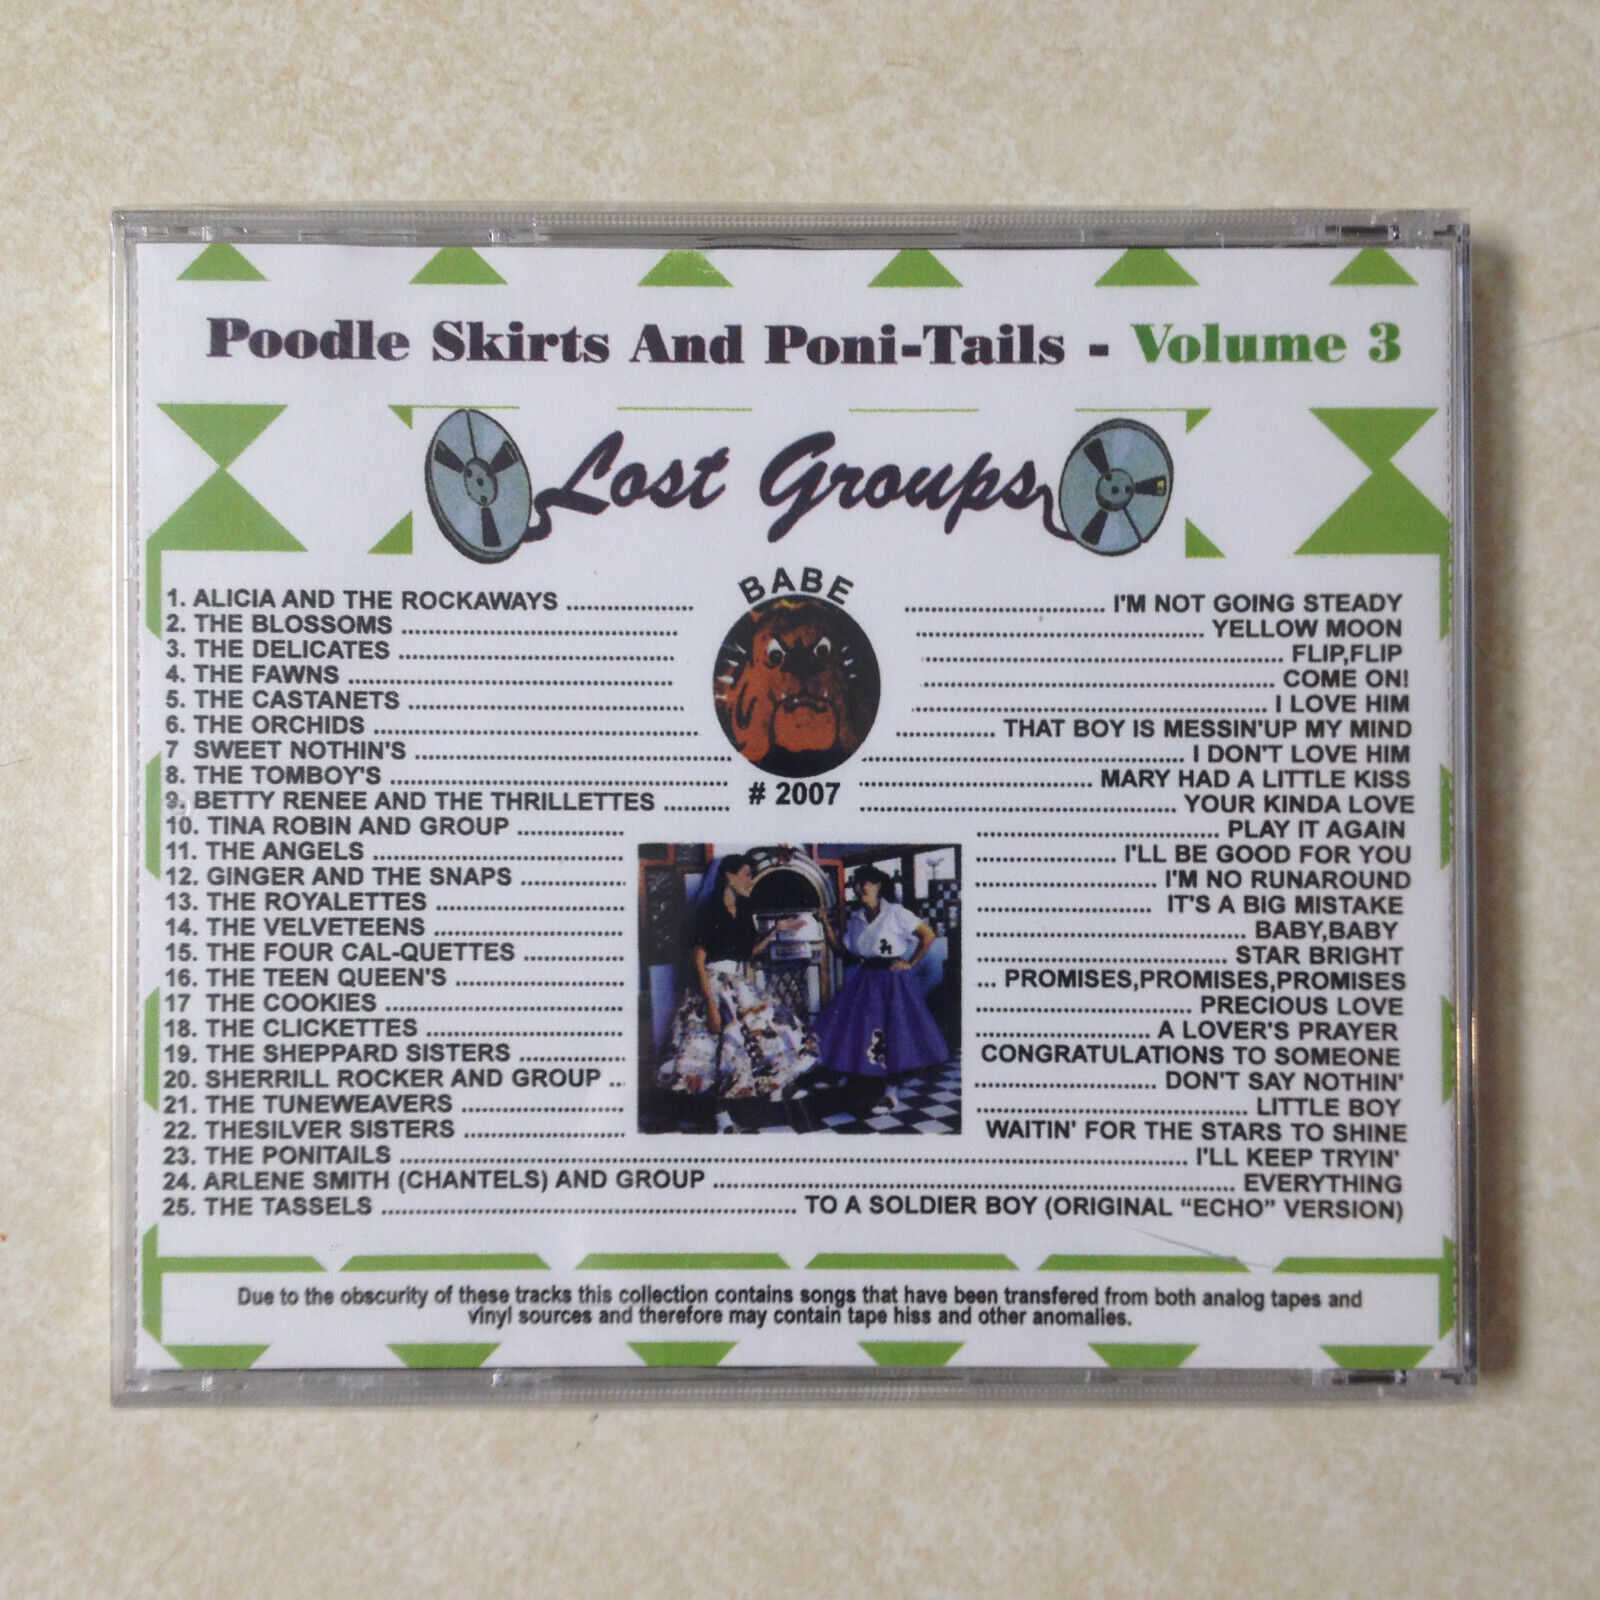 Poodle Skirts And Poni-Tails - Volume 3
Lost Groups
BABE
# 2007
1. ALICIA AND THE ROCKAWAYS .................. I'M NOT GOING STEADY
2. THE BLOSSOMS .................. YELLOW MOON
3. THE DELICATES .................. FLIP,FLIP
4. THE FAWNS .................. COME ON!
5. THE CASTANETS .................. I LOVE HIM
6. THE ORCHIDS .................. THAT BOY IS MESSIN'UP MY MIND
7 SWEET NOTHIN'S .................. I DON'T LOVE HIM
8. THE TOMBOY'S .................. MARY HAD A LITTLE KISS
9. BETTY RENEE AND THE THRILLETTES .................. YOUR KINDA LOVE
10. TINA ROBIN AND GROUP .................. PLAY IT AGAIN
11. THE ANGELS .................. I'LL BE GOOD FOR YOU
12. GINGER AND THE SNAPS .................. I'M NO RUNAROUND
13. THE ROYALETTES .................. IT'S A BIG MISTAKE
14. THE VELVETEENS .................. BABY,BABY
15. THE FOUR CAL-QUETTES .................. STAR BRIGHT
16. THE TEEN QUEEN'S .................. PROMISES,PROMISES,PROMISES
17 THE COOKIES .................. PRECIOUS LOVE
18. THE CLICKETTES .................. A LOVER'S PRAYER
19. THE SHEPPARD SISTERS .................. CONGRATULATIONS TO SOMEONE
20. SHERRILL ROCKER AND GROUP .................. DON'T SAY NOTHIN'
21. THE TUNEWEAVERS .................. LITTLE BOY
22. THESILVER SISTERS .................. WAITIN' FOR THE STARS TO SHINE
23. THE PONITAILS .................. I'LL KEEP TRYIN'
24. ARLENE SMITH (CHANTELS) AND GROUP .................. EVERYTHING
25. THE TASSELS .................. TO A SOLDIER BOY (ORIGINAL “ECHO” VERSION)
Due to the obscurity of these tracks this collection contains songs that have been transfered from both analog tapes and
vinyl sources and therefore may contain tape hiss and other anomalies.